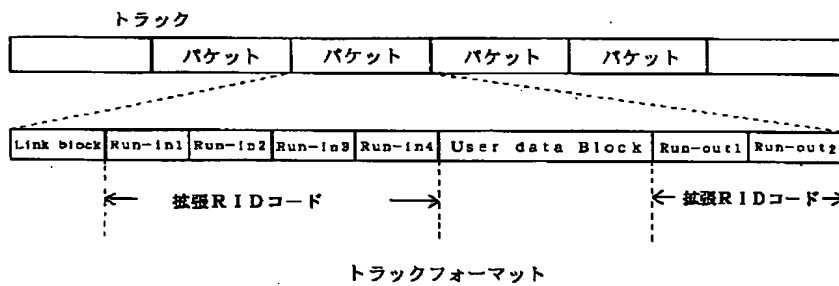 トラック
パケット パケット パケット パケット
Link block Run-in1 Run-in2 Run-in3 Run-in4 User data Block Run-out1 Run-out2
拡張RIDコード 拡張RIDコード
トラックフォーマット